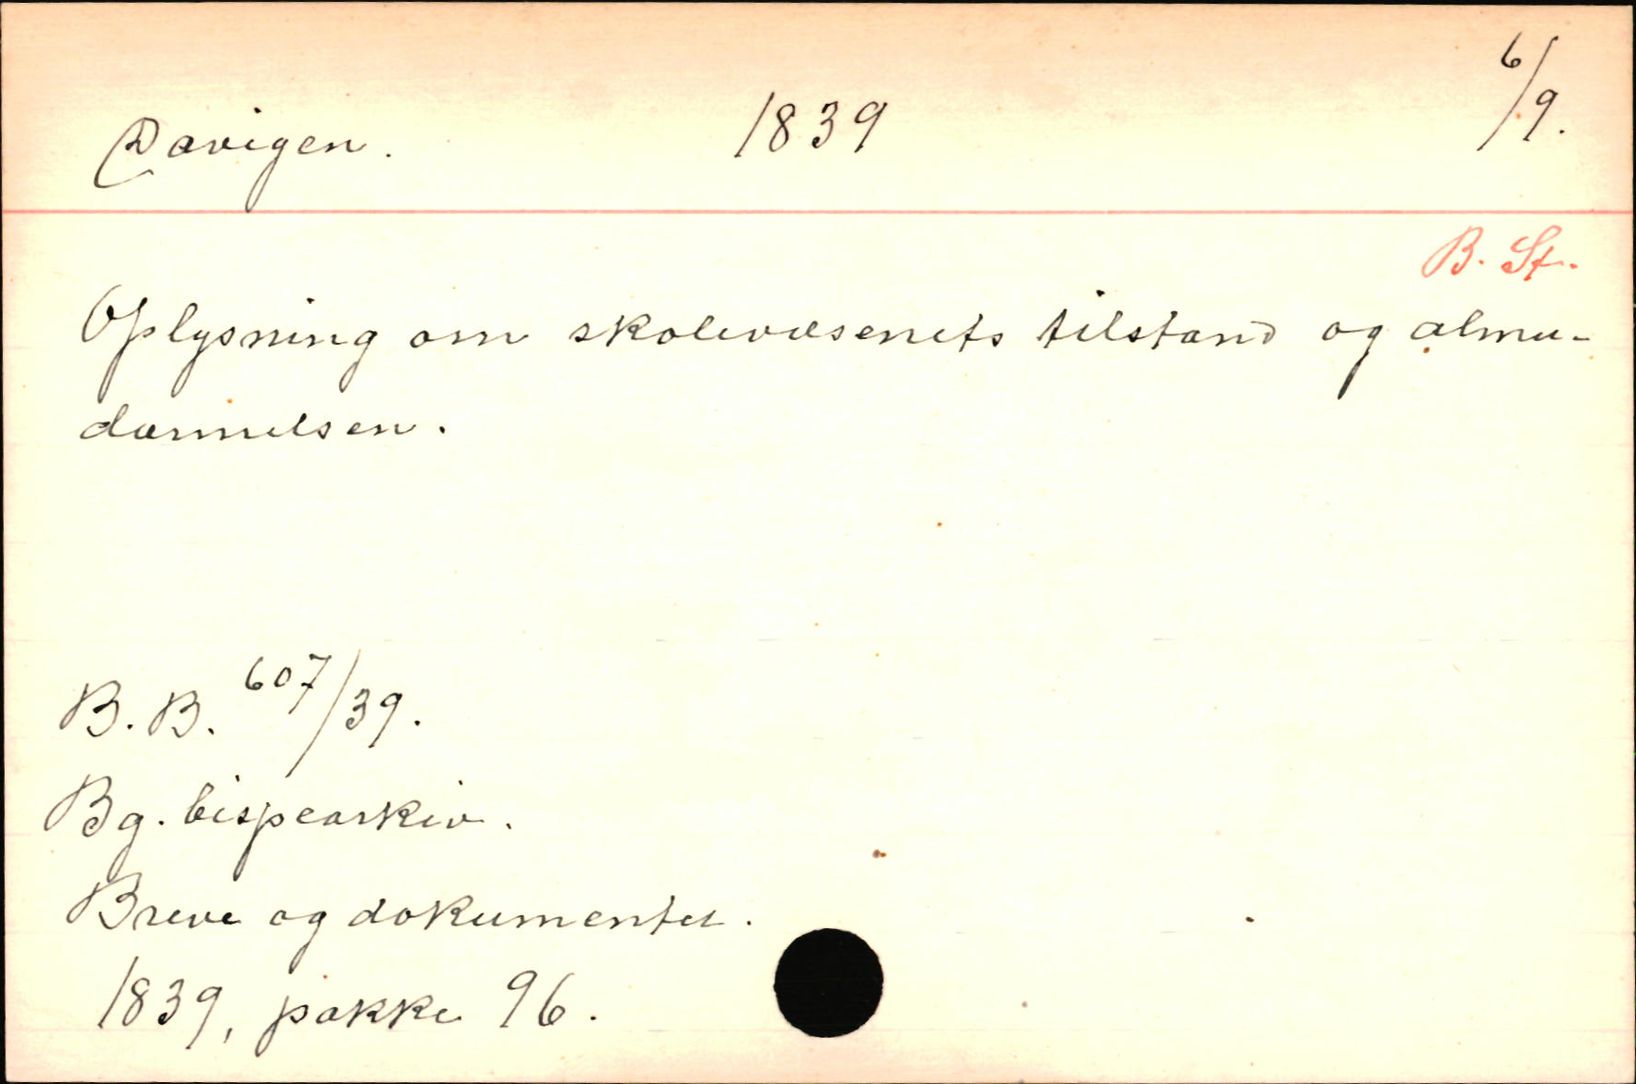 Davigen. 1839 6/9.
B. St.
Oplysning om skolevæsenets tilstand og almu-
dannelsen.
B. B. 607/39.
Bg. bispearkiv.
Breve og dokumenter.
1839, pakke 96.